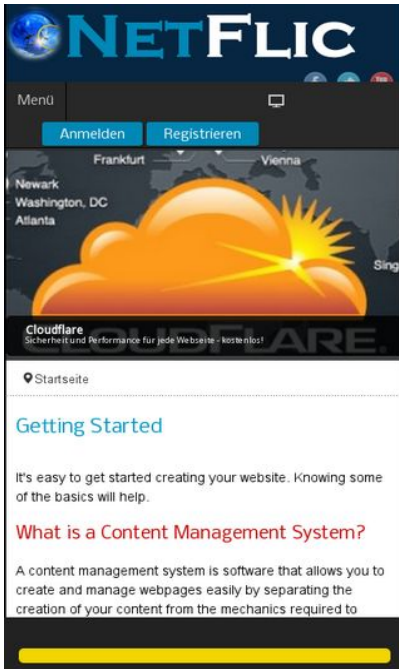 NETFLIC
Menü
Anmelden Registrieren
Frankfurt Vienna
Newark
Washington, DC
Atlanta
Sing
Cloudflare
Sicherheit und Performance für jede Webseite - kostenlos!
CLOUDFLARE.
Startseite
Getting Started
It's easy to get started creating your website. Knowing some
of the basics will help.
What is a Content Management System?
A content management system is software that allows you to
create and manage webpages easily by separating the
creation of your content from the mechanics required to